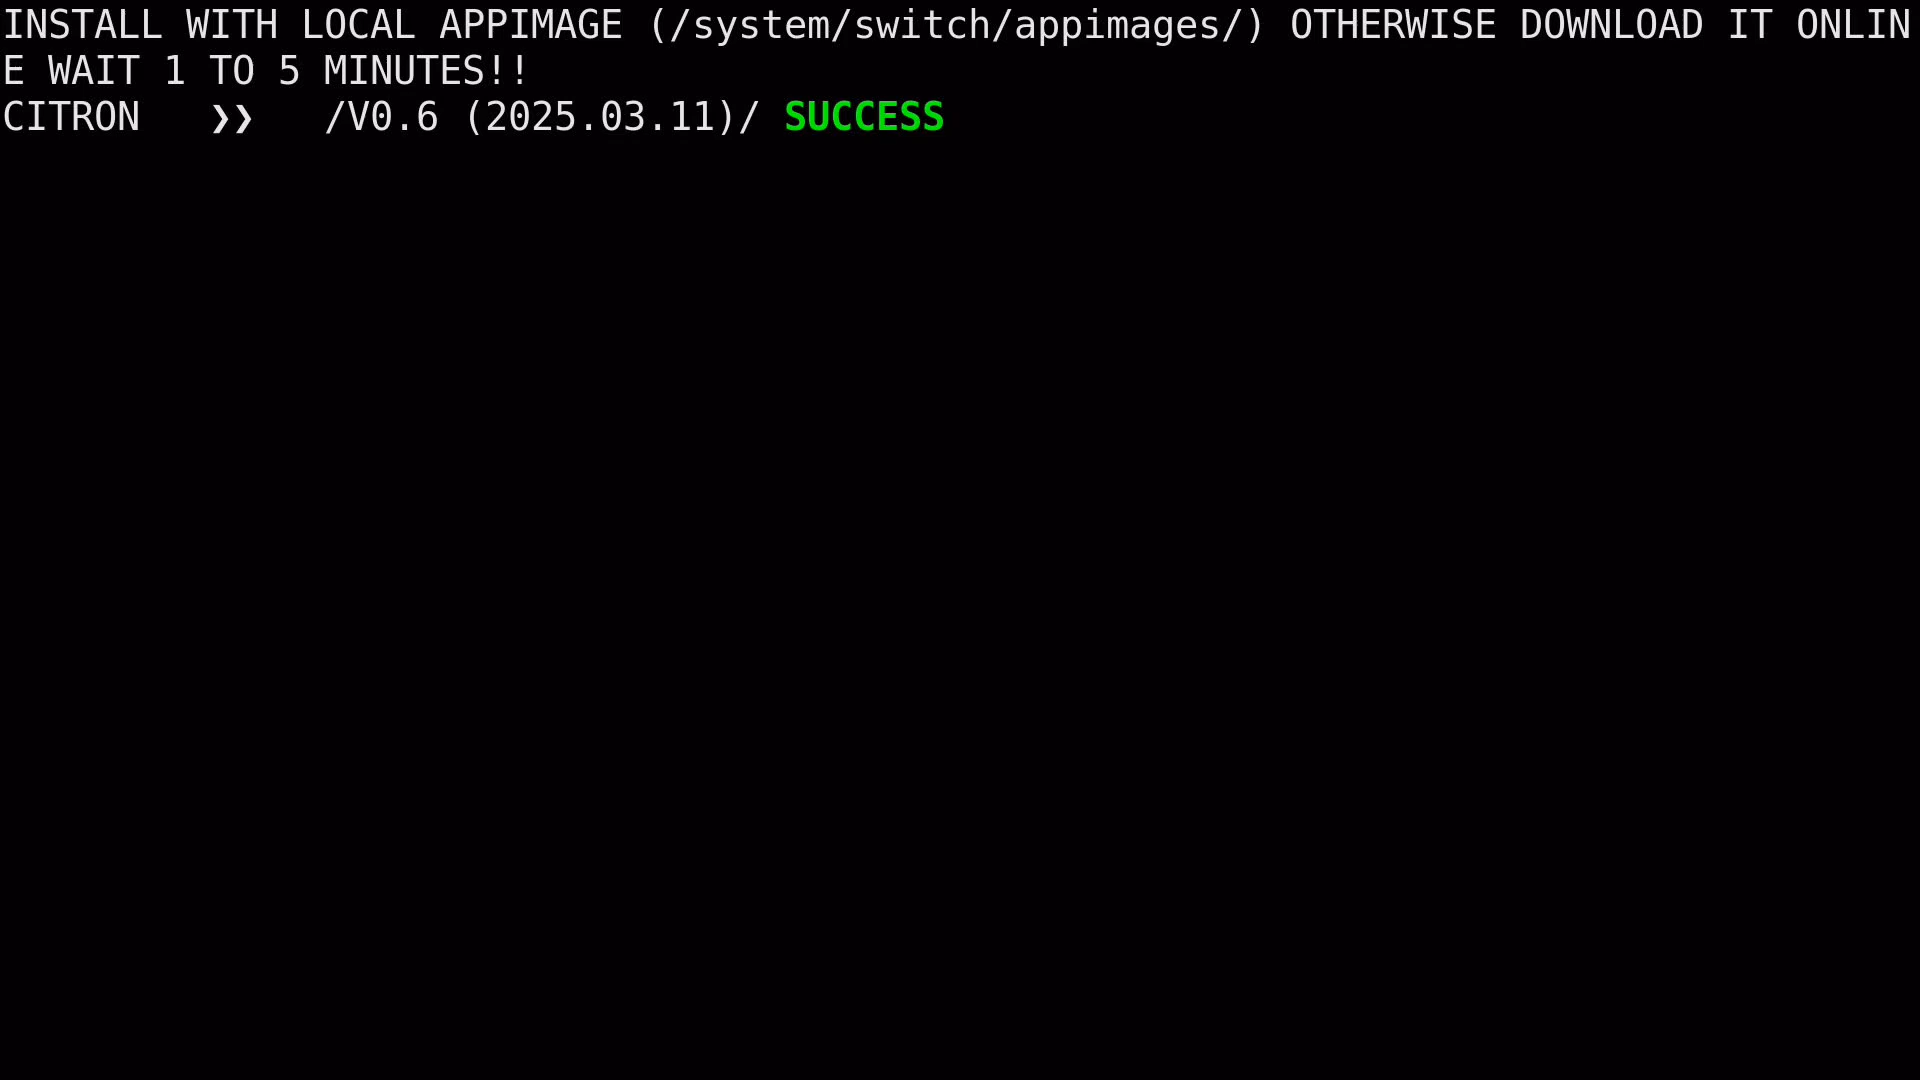 INSTALL WITH LOCAL APPIMAGE (/system/switch/appimages/) OTHERWISE DOWNLOAD IT ONLIN
E WAIT 1 TO 5 MINUTES!!
CITRON   ❯❯   /V0.6 (2025.03.11)/ SUCCESS